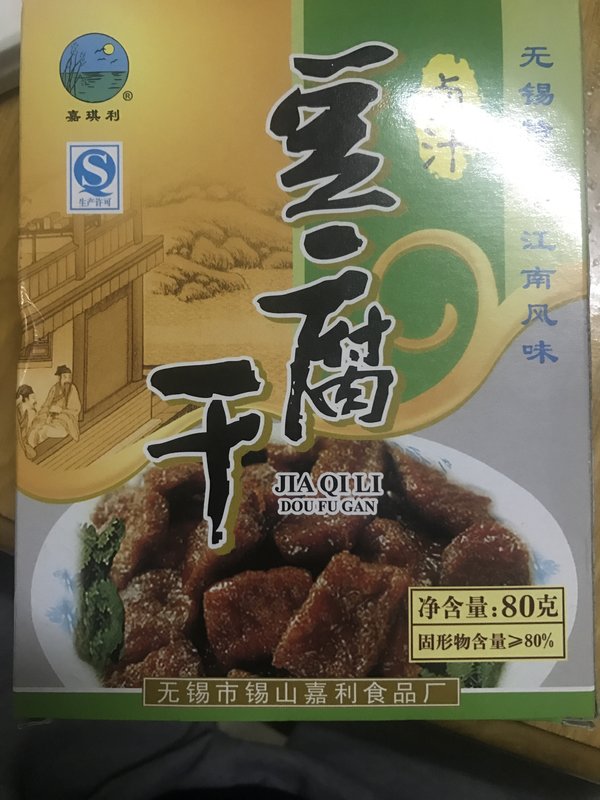 嘉琪利
®
S
生产许可
卤汁
豆腐干
无锡特
江南风味
JIA QI LI
DOU FU GAN
净含量:80克
固形物含量≥80%
无锡市锡山嘉利食品厂